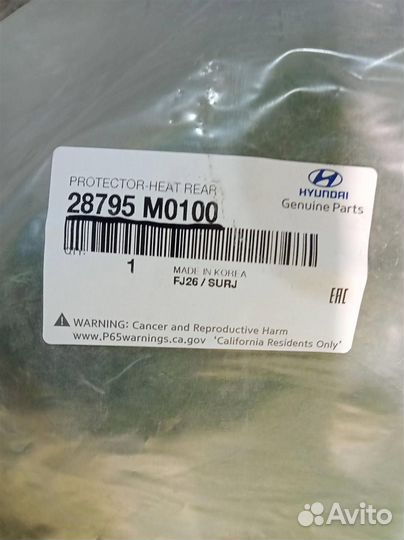 PROTECTOR-HEAT REAR
28795 M0100
HYUNDAI
Genuine Parts
QTY:
1
MADE IN KOREA
FJ26 / SURJ
EAC
WARNING: Cancer and Reproductive Harm
www.P65warnings.ca.gov 'California Residents Only'
Avito